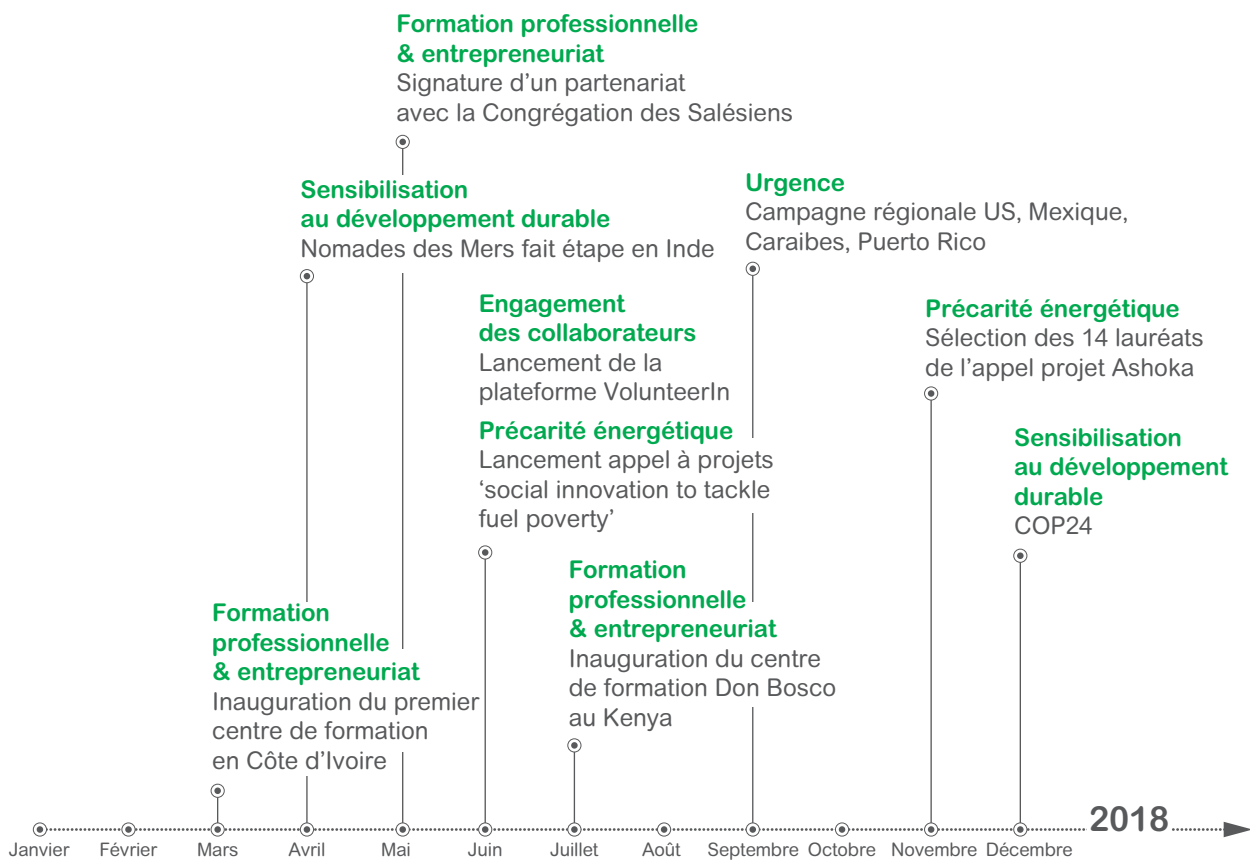 Formation professionnelle
& entrepreneuriat
Signature d’un partenariat
avec la Congrégation des Salésiens
Sensibilisation
au développement durable
Nomades des Mers fait étape en Inde
Urgence
Campagne régionale US, Mexique,
Caraibes, Puerto Rico
Engagement
des collaborateurs
Lancement de la
plateforme VolunteerIn
Précarité énergétique
Lancement appel à projets
‘social innovation to tackle
fuel poverty’
Précarité énergétique
Sélection des 14 lauréats
de l’appel projet Ashoka
Sensibilisation
au développement
durable
COP24
Formation
professionnelle
& entrepreneuriat
Inauguration du premier
centre de formation
en Côte d’Ivoire
Formation
professionnelle
& entrepreneuriat
Inauguration du centre
de formation Don Bosco
au Kenya
2018
Janvier Février Mars Avril Mai Juin Juillet Août Septembre Octobre Novembre Décembre